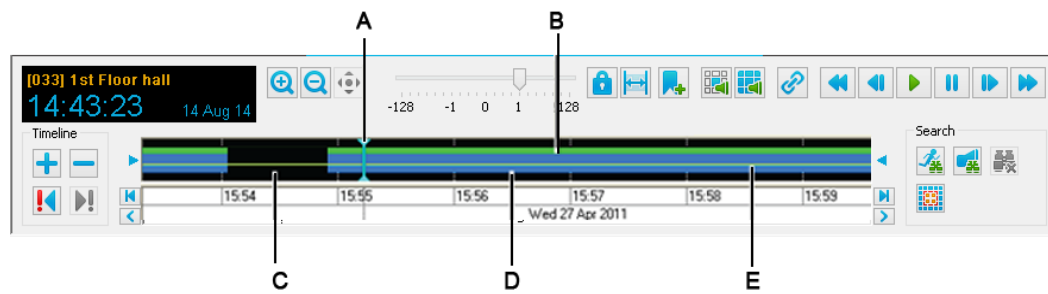 A
B
[033] 1st Floor hall
14:43:23
14 Aug 14
-128 -1 0 1 128
Timeline
Search
15:54 15:55 15:56 15:57 15:58 15:59
Wed 27 Apr 2011
C
D
E